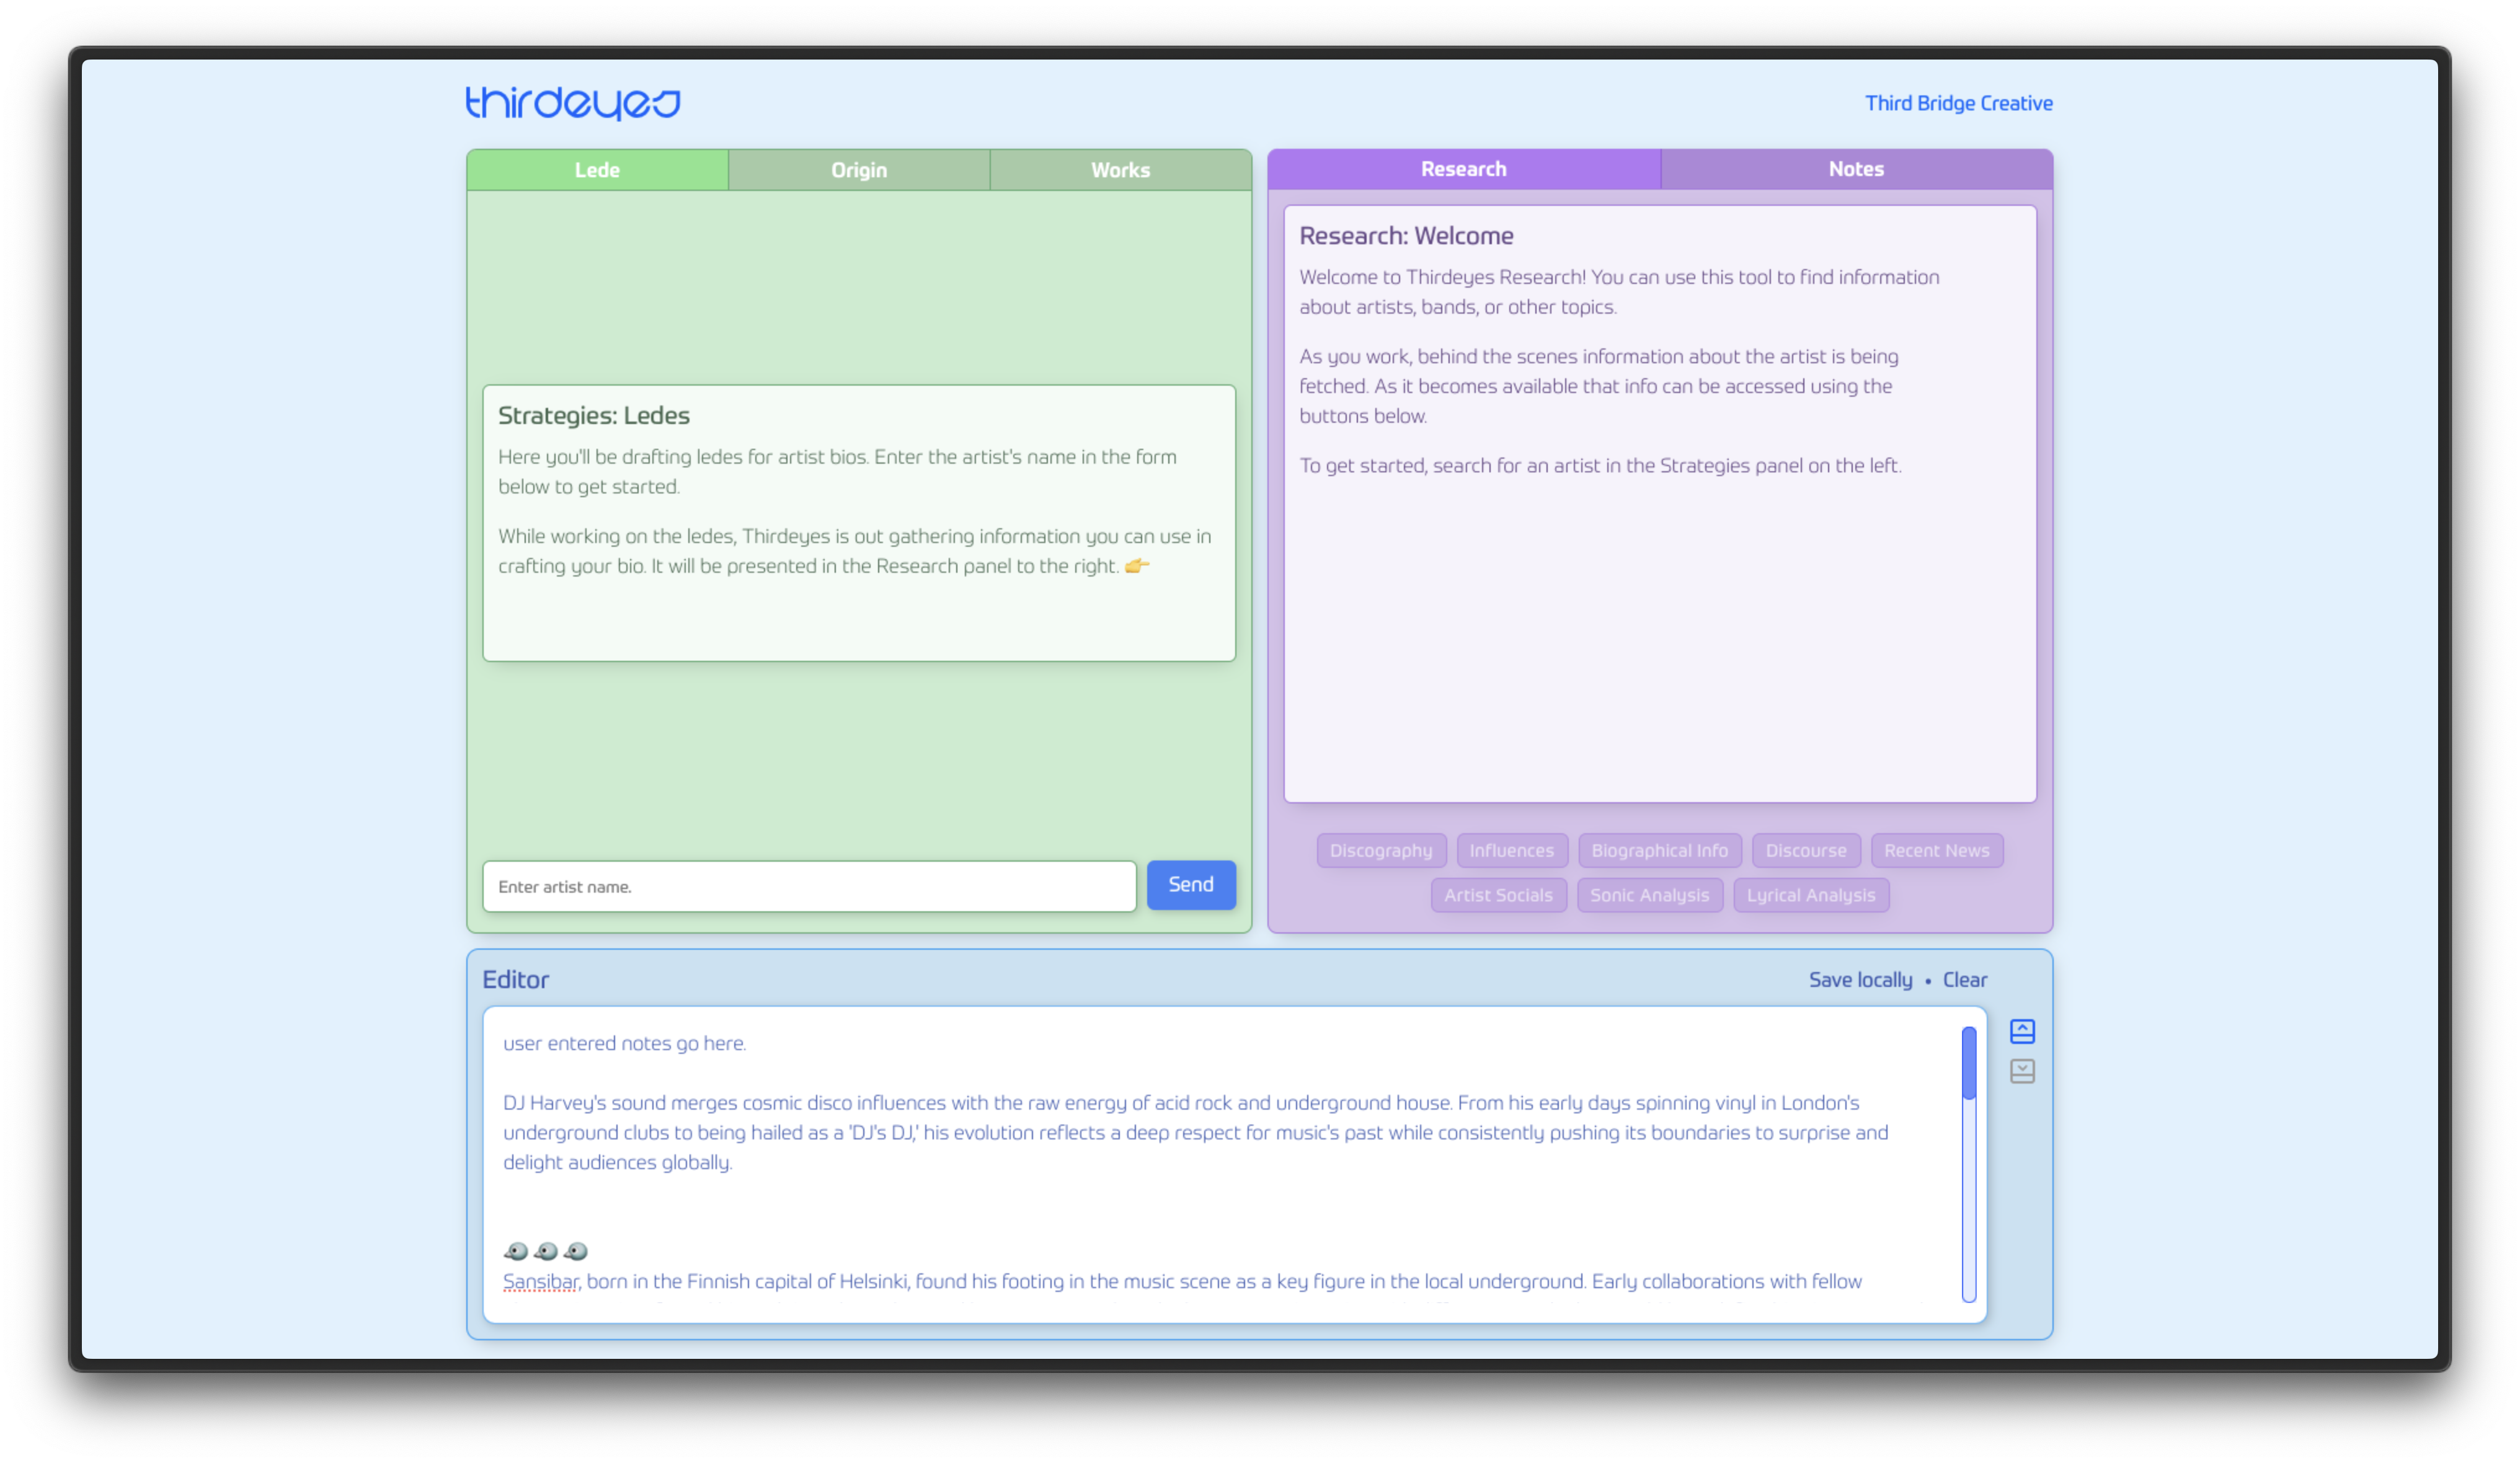 thirdeyes
Third Bridge Creative
Lede
Origin
Works
Strategies: Ledes
Here you'll be drafting ledes for artist bios. Enter the artist's name in the form
below to get started.
While working on the ledes, Thirdeyes is out gathering information you can use in
crafting your bio. It will be presented in the Research panel to the right. 👉
Enter artist name.
Send
Research
Notes
Research: Welcome
Welcome to Thirdeyes Research! You can use this tool to find information
about artists, bands, or other topics.
As you work, behind the scenes information about the artist is being
fetched. As it becomes available that info can be accessed using the
buttons below.
To get started, search for an artist in the Strategies panel on the left.
Discography
Influences
Biographical Info
Discourse
Recent News
Artist Socials
Sonic Analysis
Lyrical Analysis
Editor
Save locally • Clear
user entered notes go here.
DJ Harvey's sound merges cosmic disco influences with the raw energy of acid rock and underground house. From his early days spinning vinyl in London's
underground clubs to being hailed as a 'DJ's DJ,' his evolution reflects a deep respect for music's past while consistently pushing its boundaries to surprise and
delight audiences globally.
Sansibar, born in the Finnish capital of Helsinki, found his footing in the music scene as a key figure in the local underground. Early collaborations with fellow